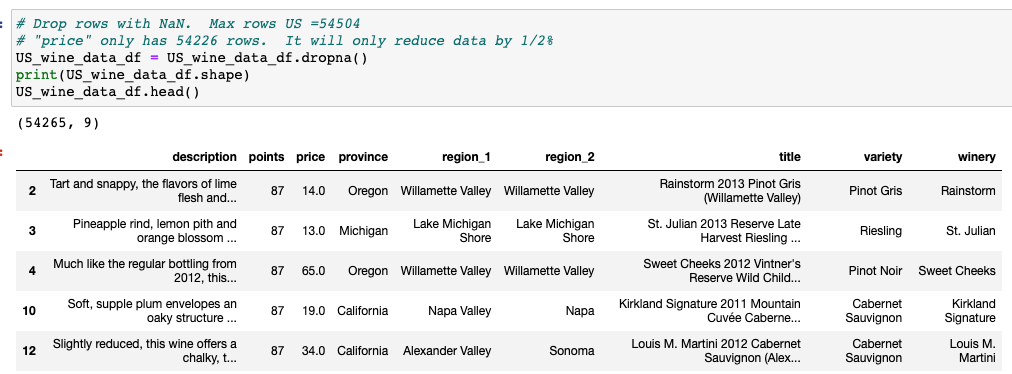 # Drop rows with NaN.  Max rows US =54504
# "price" only has 54226 rows.  It will only reduce data by 1/2%
US_wine_data_df = US_wine_data_df.dropna()
print(US_wine_data_df.shape)
US_wine_data_df.head()
(54265, 9)
description points price province region_1 region_2 title variety winery
2 Tart and snappy, the flavors of lime flesh and... 87 14.0 Oregon Willamette Valley Willamette Valley Rainstorm 2013 Pinot Gris (Willamette Valley) Pinot Gris Rainstorm
3 Pineapple rind, lemon pith and orange blossom ... 87 13.0 Michigan Lake Michigan Shore Lake Michigan Shore St. Julian 2013 Reserve Late Harvest Riesling ... Riesling St. Julian
4 Much like the regular bottling from 2012, this... 87 65.0 Oregon Willamette Valley Willamette Valley Sweet Cheeks 2012 Vintner's Reserve Wild Child... Pinot Noir Sweet Cheeks
10 Soft, supple plum envelopes an oaky structure ... 87 19.0 California Napa Valley Napa Kirkland Signature 2011 Mountain Cuvée Caberne... Cabernet Sauvignon Kirkland Signature
12 Slightly reduced, this wine offers a chalky, t... 87 34.0 California Alexander Valley Sonoma Louis M. Martini 2012 Cabernet Sauvignon (Alex... Cabernet Sauvignon Louis M. Martini